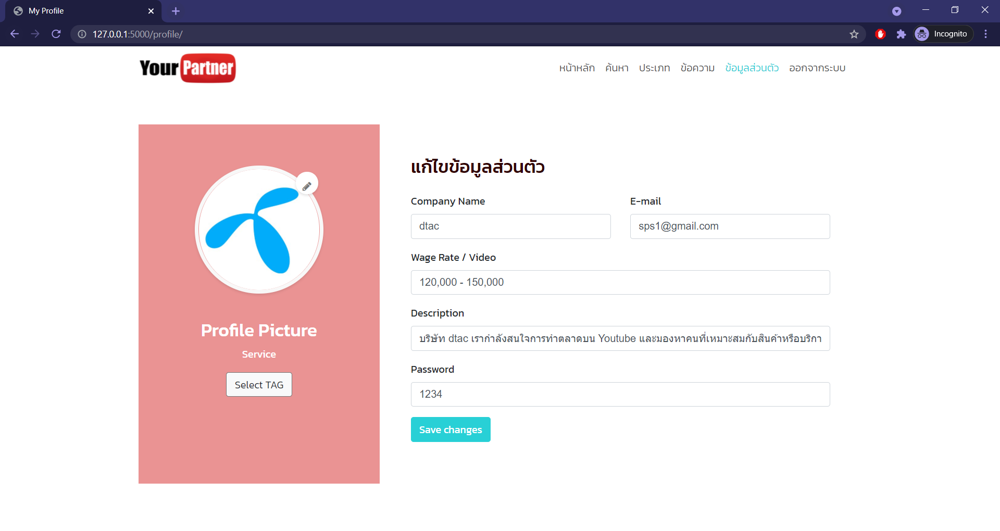 My Profile
127.0.0.1:5000/profile/
Incognito
Your Partner
หน้าหลัก ค้นหา ประเภท ข้อความ ข้อมูลส่วนตัว ออกจากระบบ
แก้ไขข้อมูลส่วนตัว
Company Name
E-mail
dtac
sps1@gmail.com
Wage Rate / Video
120,000 - 150,000
Description
บริษัท dtac เรากำลังสนใจการทำตลาดบน Youtube และมองหาคนที่เหมาะสมกับสินค้าหรือบริกา
Password
1234
Save changes
Profile Picture
Service
Select TAG